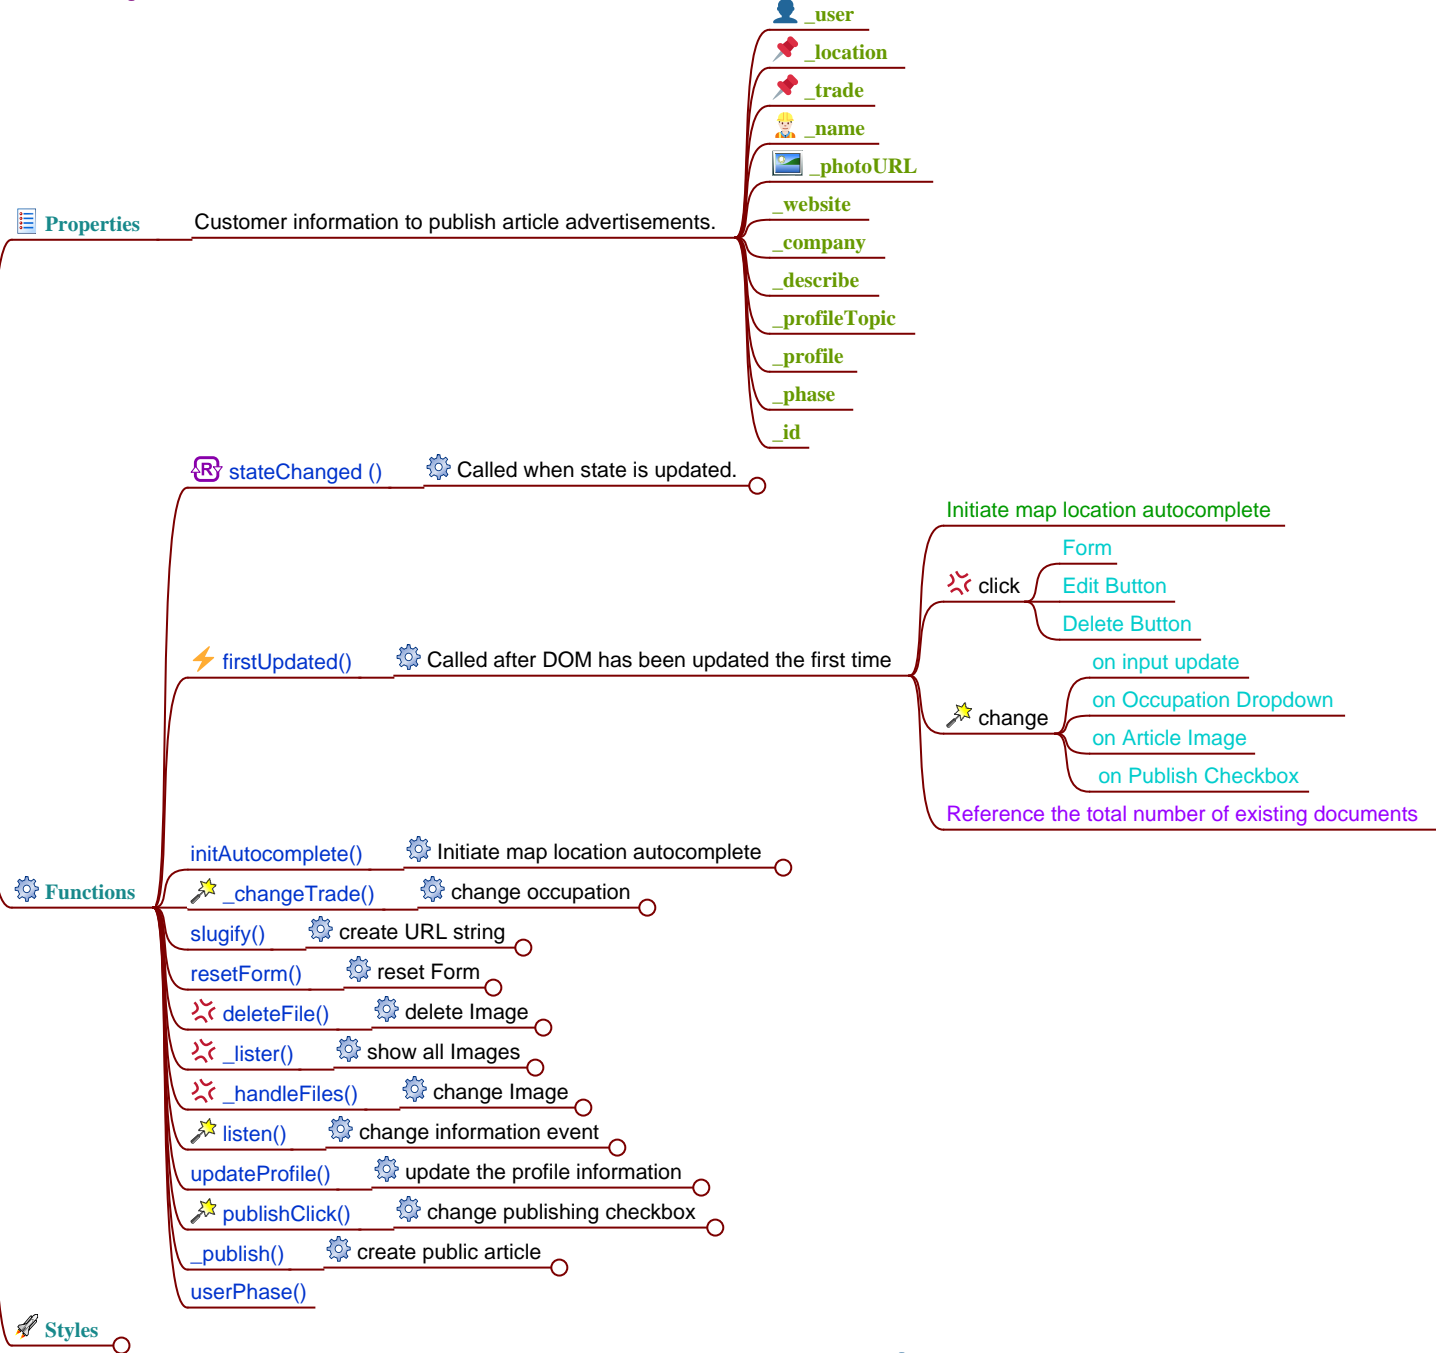 _user
_location
_trade
_name
_photoURL
_website
_company
_describe
_profileTopic
_profile
_phase
_id
Properties
Customer information to publish article advertisements.
Functions
stateChanged ()
Called when state is updated.
firstUpdated()
Called after DOM has been updated the first time
Initiate map location autocomplete
click
Form
Edit Button
Delete Button
change
on input update
on Occupation Dropdown
on Article Image
on Publish Checkbox
Reference the total number of existing documents
initAutocomplete()
Initiate map location autocomplete
_changeTrade()
change occupation
slugify()
create URL string
resetForm()
reset Form
deleteFile()
delete Image
_lister()
show all Images
_handleFiles()
change Image
listen()
change information event
updateProfile()
update the profile information
publishClick()
change publishing checkbox
_publish()
create public article
userPhase()
Styles